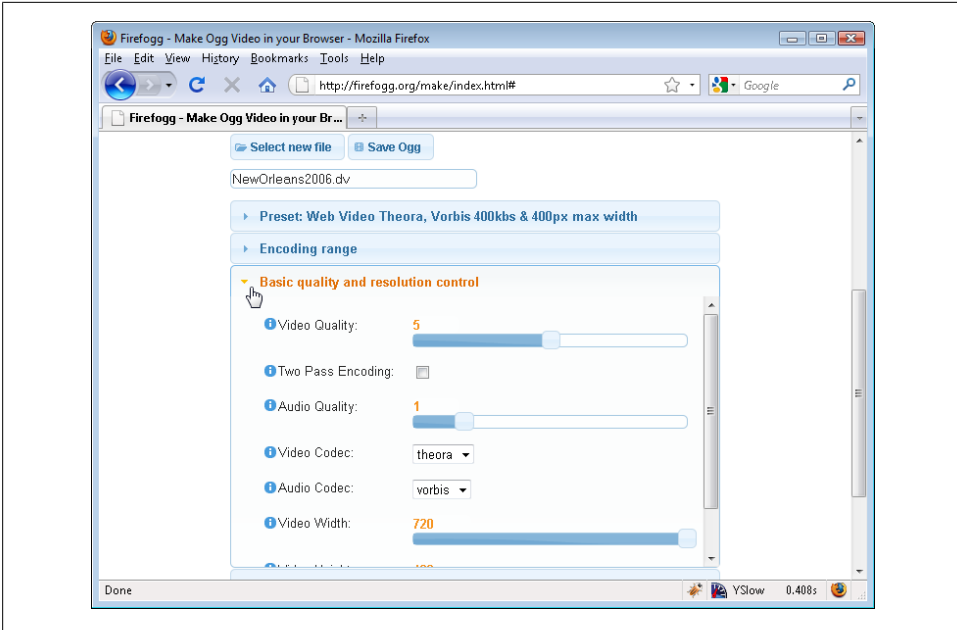 Firefogg - Make Ogg Video in your Browser - Mozilla Firefox
File Edit View History Bookmarks Tools Help
http://firefogg.org/make/index.html#
Google
Firefogg - Make Ogg Video in your Br...
Select new file Save Ogg
NewOrleans2006.dv
Preset: Web Video Theora, Vorbis 400kbs & 400px max width
Encoding range
Basic quality and resolution control
Video Quality: 5
Two Pass Encoding:
Audio Quality: 1
Video Codec: theora
Audio Codec: vorbis
Video Width: 720
Done YSlow 0.408s